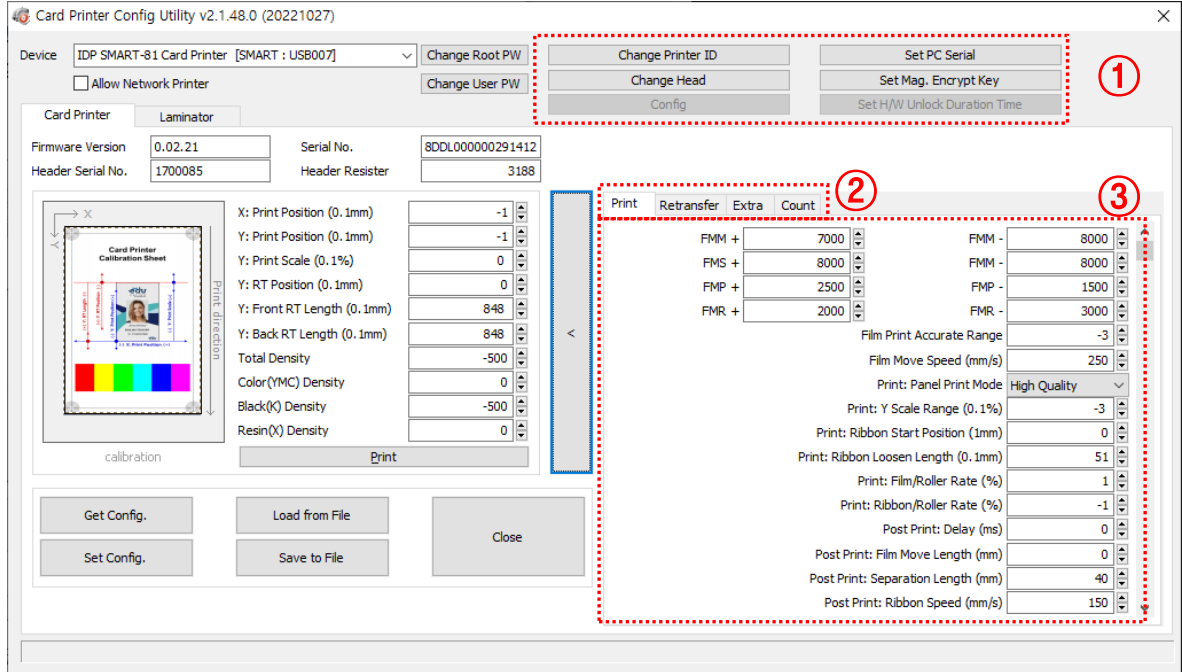 Card Printer Config Utility v2.1.48.0 (20221027)
Device IDP SMART-81 Card Printer [SMART : USB007] Change Root PW Change Printer ID Set PC Serial
Allow Network Printer Change User PW Change Head Set Mag. Encrypt Key
Config Set H/W Unlock Duration Time
①
Card Printer Laminator
Firmware Version 0.02.21 Serial No. 8DDL000000291412
Header Serial No. 1700085 Header Resister 3188
X
Y
Card Printer
Calibration Sheet
Print direction
calibration
X: Print Position (0.1mm) -1
Y: Print Position (0.1mm) -1
Y: Print Scale (0.1%) 0
Y: RT Position (0.1mm) 0
Y: Front RT Length (0.1mm) 848
Y: Back RT Length (0.1mm) 848
Total Density -500
Color(YMC) Density 0
Black(K) Density -500
Resin(X) Density 0
Print
<
Get Config. Load from File Close
Set Config. Save to File
Print Retransfer Extra Count
②
③
FMM + 7000 FMM - 8000
FMS + 8000 FMM - 8000
FMP + 2500 FMP - 1500
FMR + 2000 FMR - 3000
Film Print Accurate Range -3
Film Move Speed (mm/s) 250
Print: Panel Print Mode High Quality
Print: Y Scale Range (0.1%) -3
Print: Ribbon Start Position (1mm) 0
Print: Ribbon Loosen Length (0.1mm) 51
Print: Film/Roller Rate (%) 1
Print: Ribbon/Roller Rate (%) -1
Post Print: Delay (ms) 0
Post Print: Film Move Length (mm) 0
Post Print: Separation Length (mm) 40
Post Print: Ribbon Speed (mm/s) 150